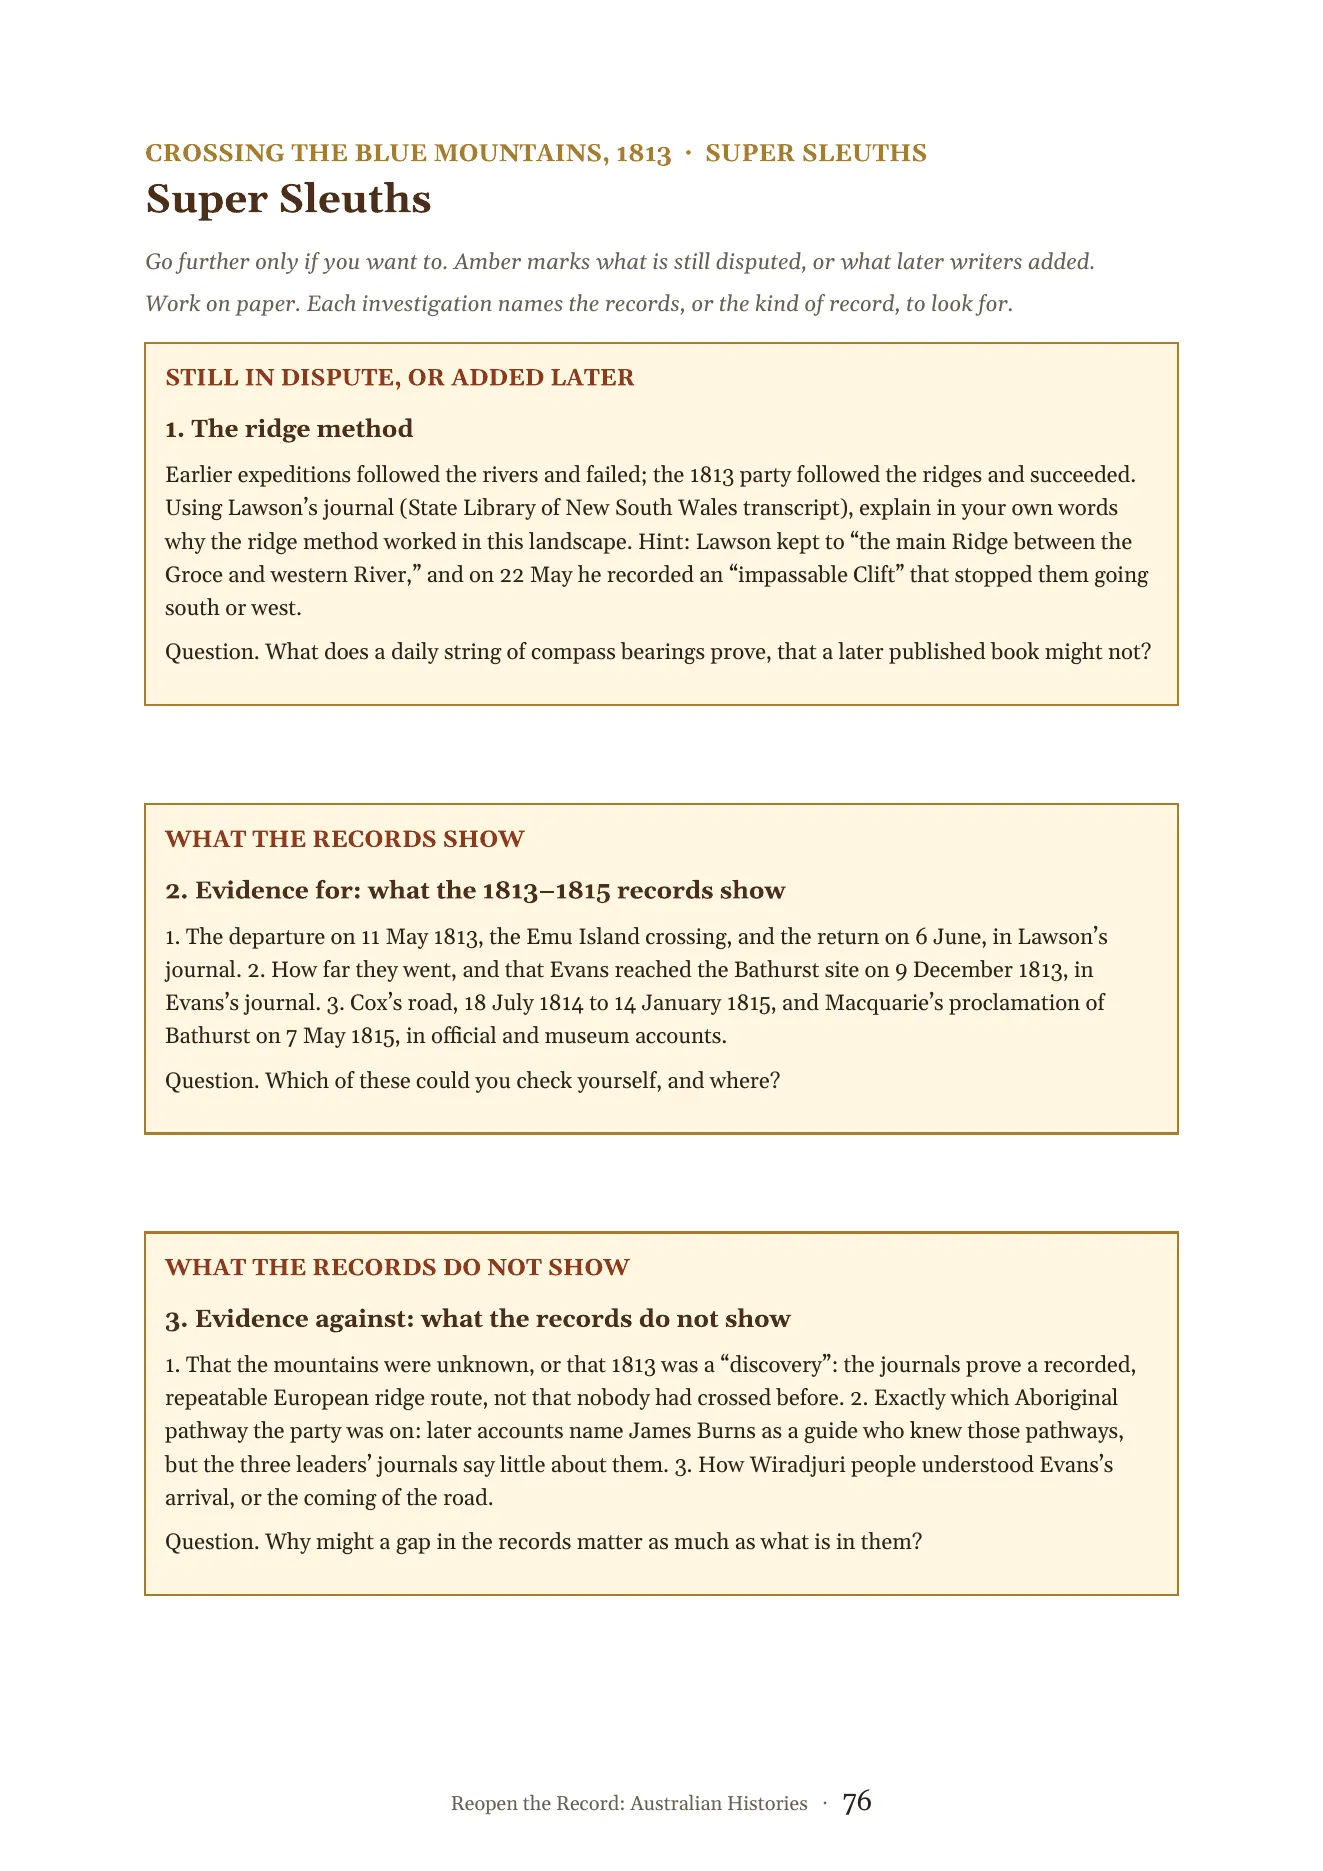 CROSSING THE BLUE MOUNTAINS, 1813 · SUPER SLEUTHS
Super Sleuths
Go further only if you want to. Amber marks what is still disputed, or what later writers added.
Work on paper. Each investigation names the records, or the kind of record, to look for.
STILL IN DISPUTE, OR ADDED LATER
1. The ridge method
Earlier expeditions followed the rivers and failed; the 1813 party followed the ridges and succeeded.
Using Lawson’s journal (State Library of New South Wales transcript), explain in your own words
why the ridge method worked in this landscape. Hint: Lawson kept to “the main Ridge between the
Groce and western River,” and on 22 May he recorded an “impassable Clift” that stopped them going
south or west.
Question. What does a daily string of compass bearings prove, that a later published book might not?
WHAT THE RECORDS SHOW
2. Evidence for: what the 1813–1815 records show
1. The departure on 11 May 1813, the Emu Island crossing, and the return on 6 June, in Lawson’s
journal. 2. How far they went, and that Evans reached the Bathurst site on 9 December 1813, in
Evans’s journal. 3. Cox’s road, 18 July 1814 to 14 January 1815, and Macquarie’s proclamation of
Bathurst on 7 May 1815, in official and museum accounts.
Question. Which of these could you check yourself, and where?
WHAT THE RECORDS DO NOT SHOW
3. Evidence against: what the records do not show
1. That the mountains were unknown, or that 1813 was a “discovery”: the journals prove a recorded,
repeatable European ridge route, not that nobody had crossed before. 2. Exactly which Aboriginal
pathway the party was on: later accounts name James Burns as a guide who knew those pathways,
but the three leaders’ journals say little about them. 3. How Wiradjuri people understood Evans’s
arrival, or the coming of the road.
Question. Why might a gap in the records matter as much as what is in them?
Reopen the Record: Australian Histories · 76